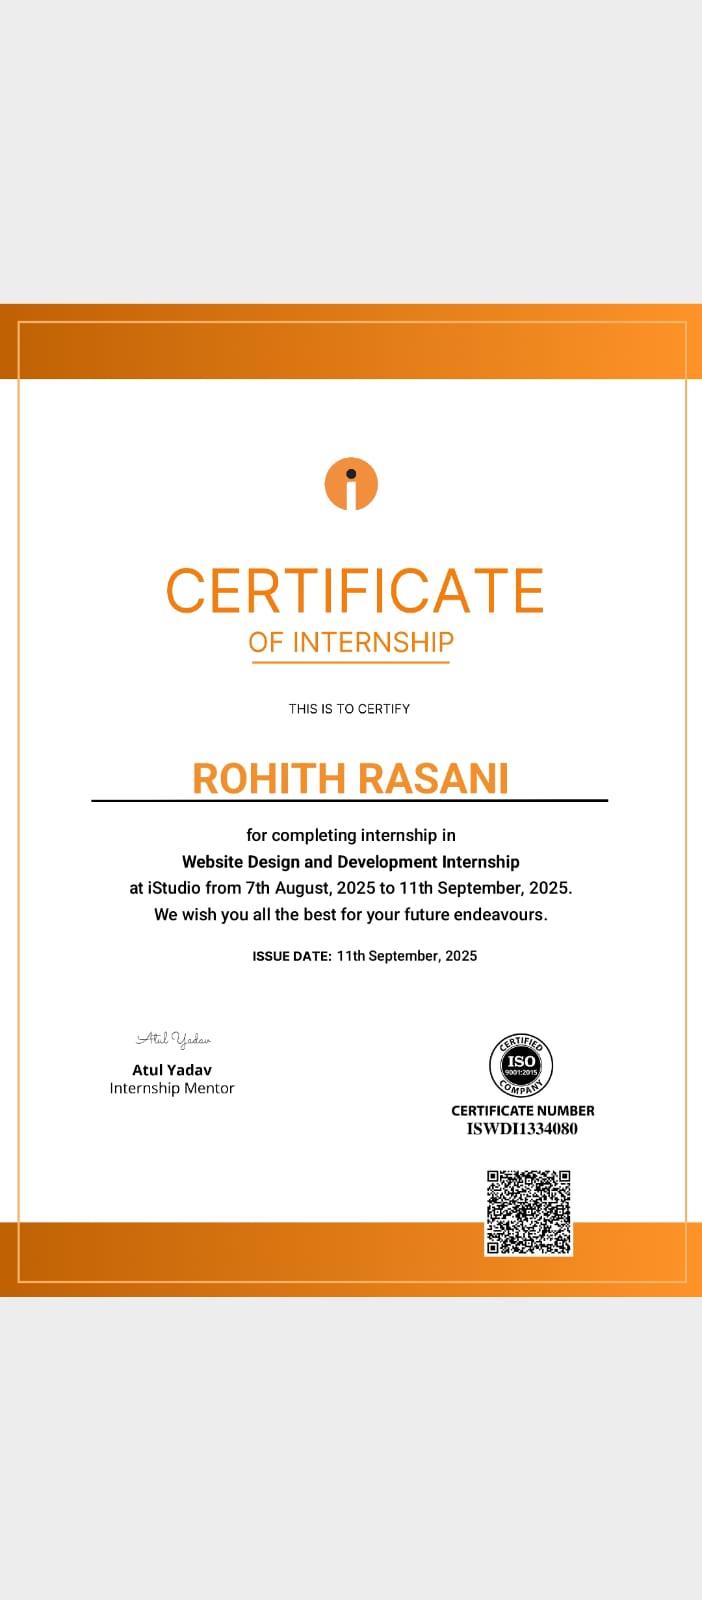 CERTIFICATE
OF INTERNSHIP
THIS IS TO CERTIFY
ROHITH RASANI
for completing internship in
Website Design and Development Internship
at iStudio from 7th August, 2025 to 11th September, 2025.
We wish you all the best for your future endeavours.
ISSUE DATE: 11th September, 2025
Atul Yadav
Atul Yadav
Internship Mentor
CERTIFIED
ISO
9001:2015
COMPANY
CERTIFICATE NUMBER
ISWDI1334080